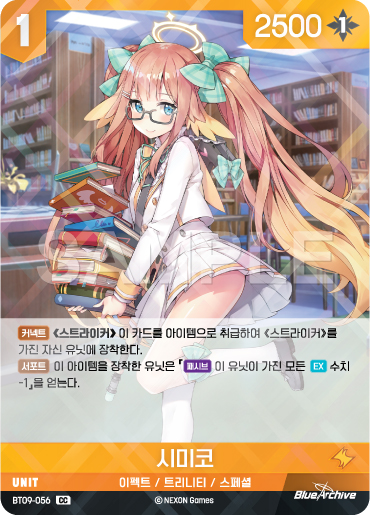 1
2500 1
SAMPLE
커넥트 《스트라이커》 이 카드를 아이템으로 취급하여 《스트라이커》를
가진 자신 유닛에 장착한다.
서포트 이 아이템을 장착한 유닛은 「패시브 이 유닛이 가진 모든 EX 수치
-1」을 얻는다.
시미코
UNIT 이팩트 / 트리니티 / 스페셜
BT09-056 CC © NEXON Games BlueArchive